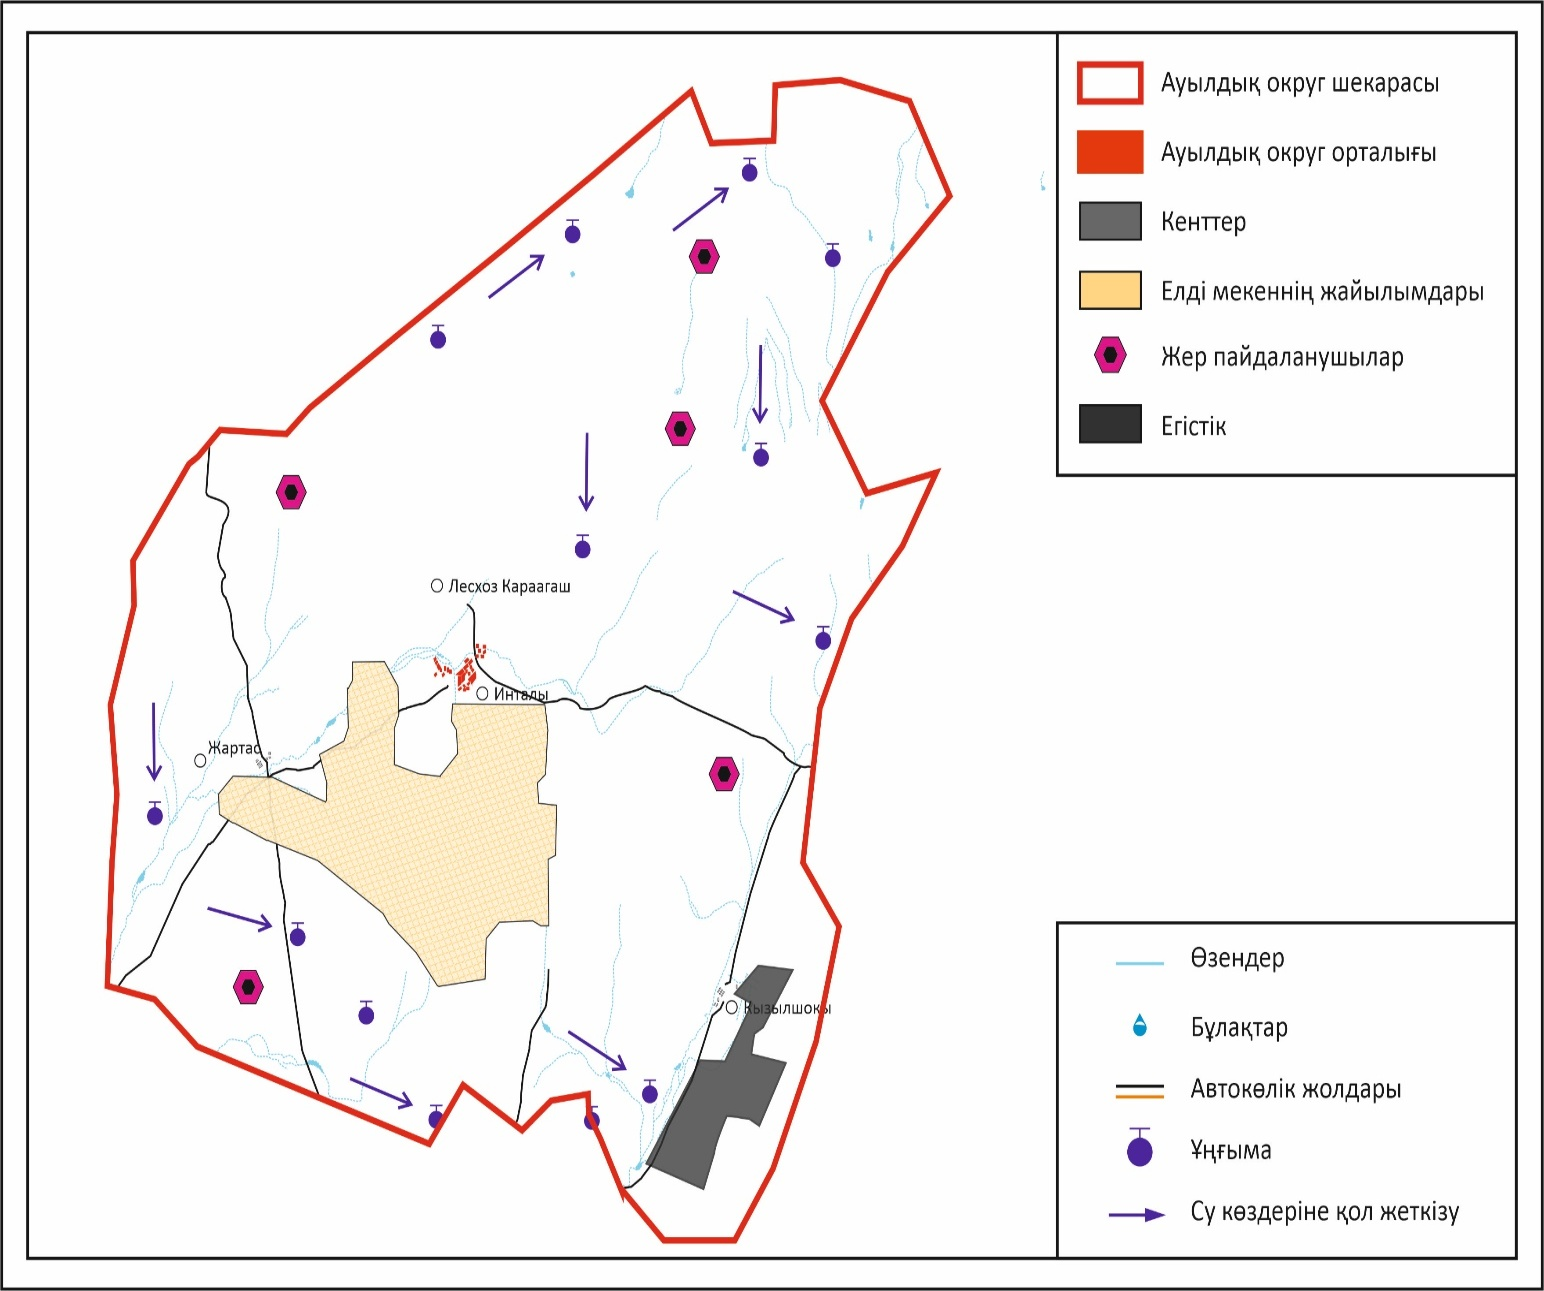 Ауылдық округ шекарасы
Ауылдық округ орталығы
Кенттер
Елді мекеннің жайылымдары
Жер пайдаланушылар
Егістік
Лесхоз Караагаш
Инталы
Жартас
Кызылшокы
Өзендер
Бұлақтар
Автокөлік жолдары
Ұңғыма
Су көздеріне қол жеткізу